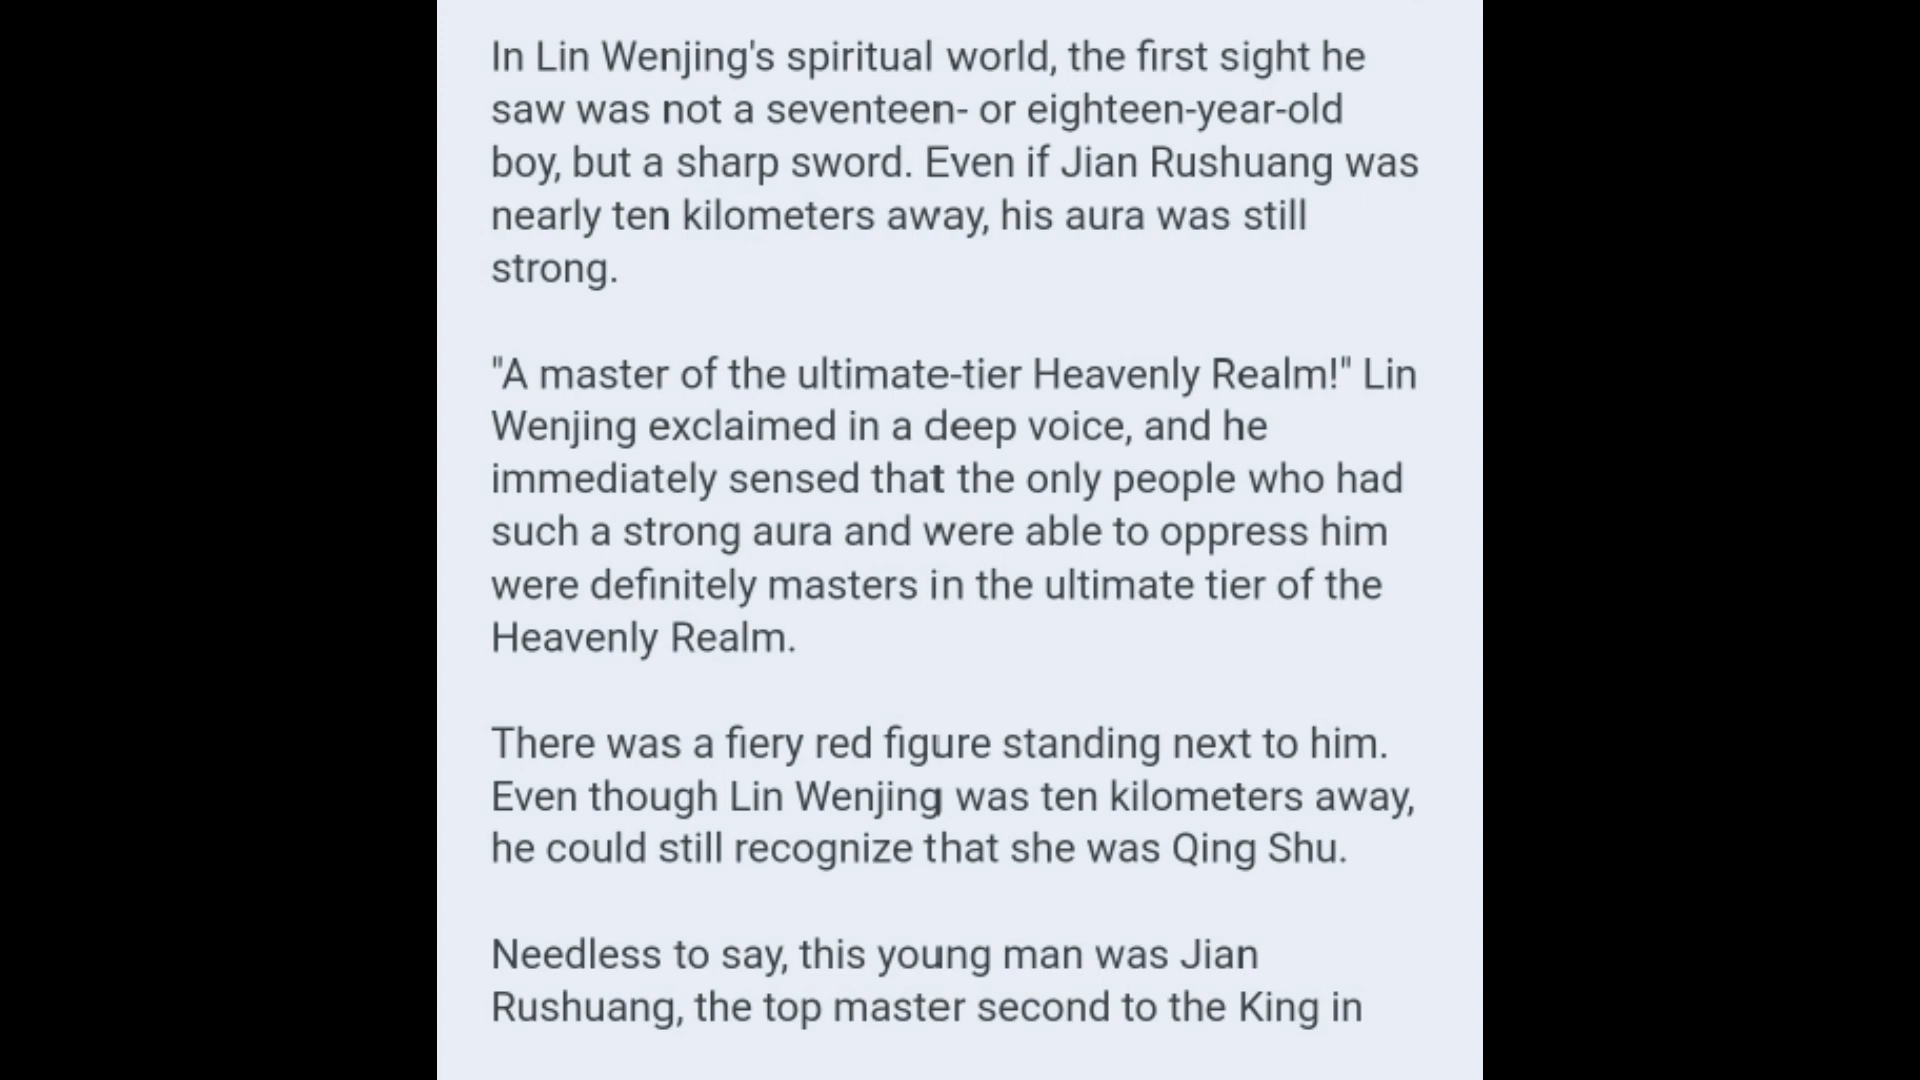 In Lin Wenjing's spiritual world, the first sight he
saw was not a seventeen- or eighteen-year-old
boy, but a sharp sword. Even if Jian Rushuang was
nearly ten kilometers away, his aura was still
strong.
"A master of the ultimate-tier Heavenly Realm!" Lin
Wenjing exclaimed in a deep voice, and he
immediately sensed that the only people who had
such a strong aura and were able to oppress him
were definitely masters in the ultimate tier of the
Heavenly Realm.
There was a fiery red figure standing next to him.
Even though Lin Wenjing was ten kilometers away,
he could still recognize that she was Qing Shu.
Needless to say, this young man was Jian
Rushuang, the top master second to the King in